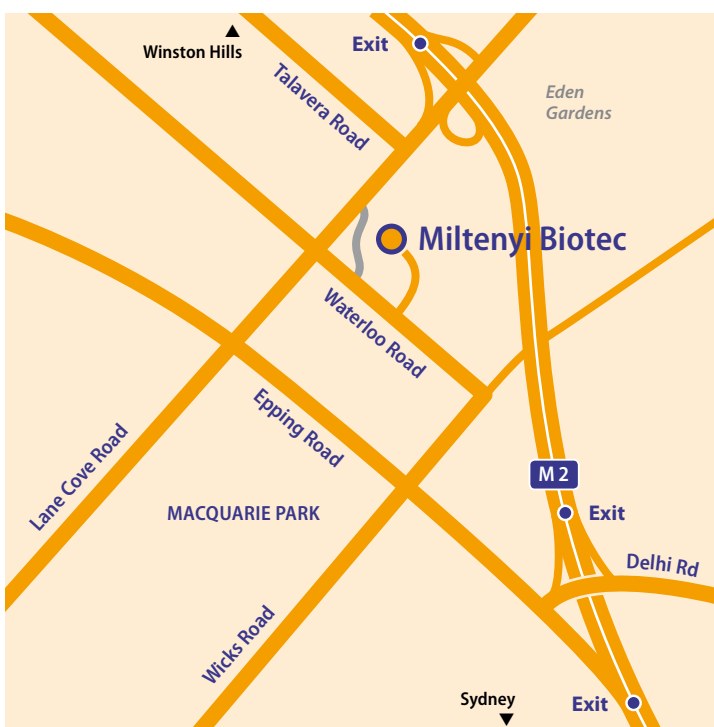 Winston Hills
Exit
Talavera Road
Eden
Gardens
Miltenyi Biotec
Waterloo Road
Epping Road
Lane Cove Road
M 2
MACQUARIE PARK
Exit
Delhi Rd
Wicks Road
Sydney
Exit